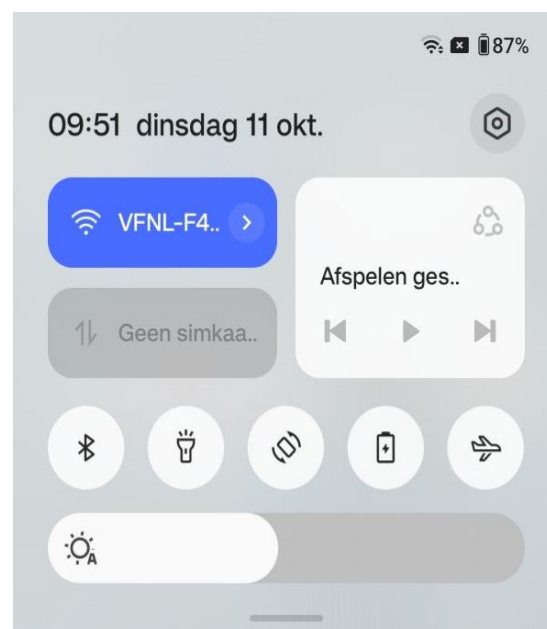 87%
09:51 dinsdag 11 okt.
VFNL-F4..
Afspelen ges..
Geen simkaa..
A